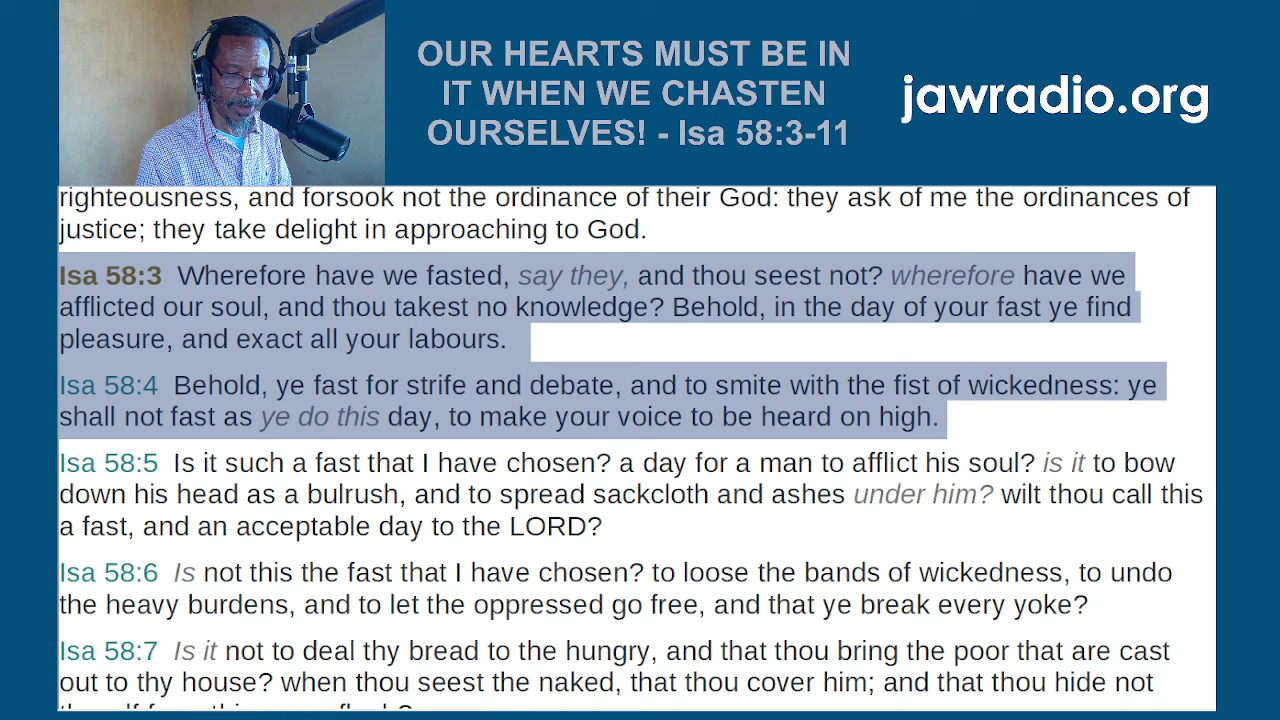 OUR HEARTS MUST BE IN
IT WHEN WE CHASTEN
OURSELVES! - Isa 58:3-11
jawradio.org
righteousness, and forsook not the ordinance of their God: they ask of me the ordinances of
justice; they take delight in approaching to God.
Isa 58:3 Wherefore have we fasted, say they, and thou seest not? wherefore have we
afflicted our soul, and thou takest no knowledge? Behold, in the day of your fast ye find
pleasure, and exact all your labours.
Isa 58:4 Behold, ye fast for strife and debate, and to smite with the fist of wickedness: ye
shall not fast as ye do this day, to make your voice to be heard on high.
Isa 58:5 Is it such a fast that I have chosen? a day for a man to afflict his soul? is it to bow
down his head as a bulrush, and to spread sackcloth and ashes under him? wilt thou call this
a fast, and an acceptable day to the LORD?
Isa 58:6 Is not this the fast that I have chosen? to loose the bands of wickedness, to undo
the heavy burdens, and to let the oppressed go free, and that ye break every yoke?
Isa 58:7 Is it not to deal thy bread to the hungry, and that thou bring the poor that are cast
out to thy house? when thou seest the naked, that thou cover him; and that thou hide not